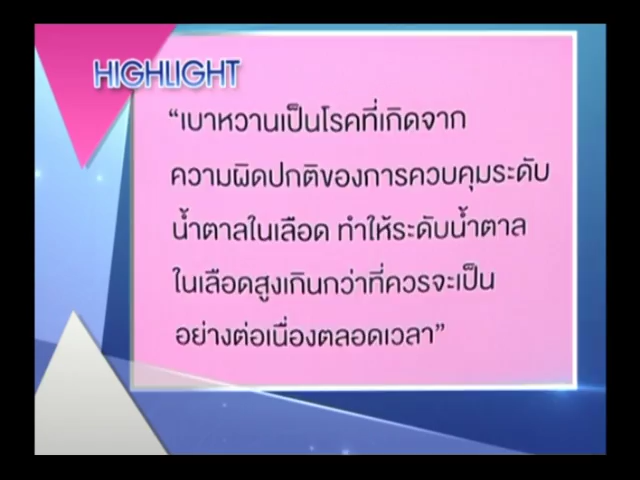 HIGHLIGHT
“เบาหวานเป็นโรคที่เกิดจาก
ความผิดปกติของการควบคุมระดับ
น้ำตาลในเลือด ทำให้ระดับน้ำตาล
ในเลือดสูงเกินกว่าที่ควรจะเป็น
อย่างต่อเนื่องตลอดเวลา”